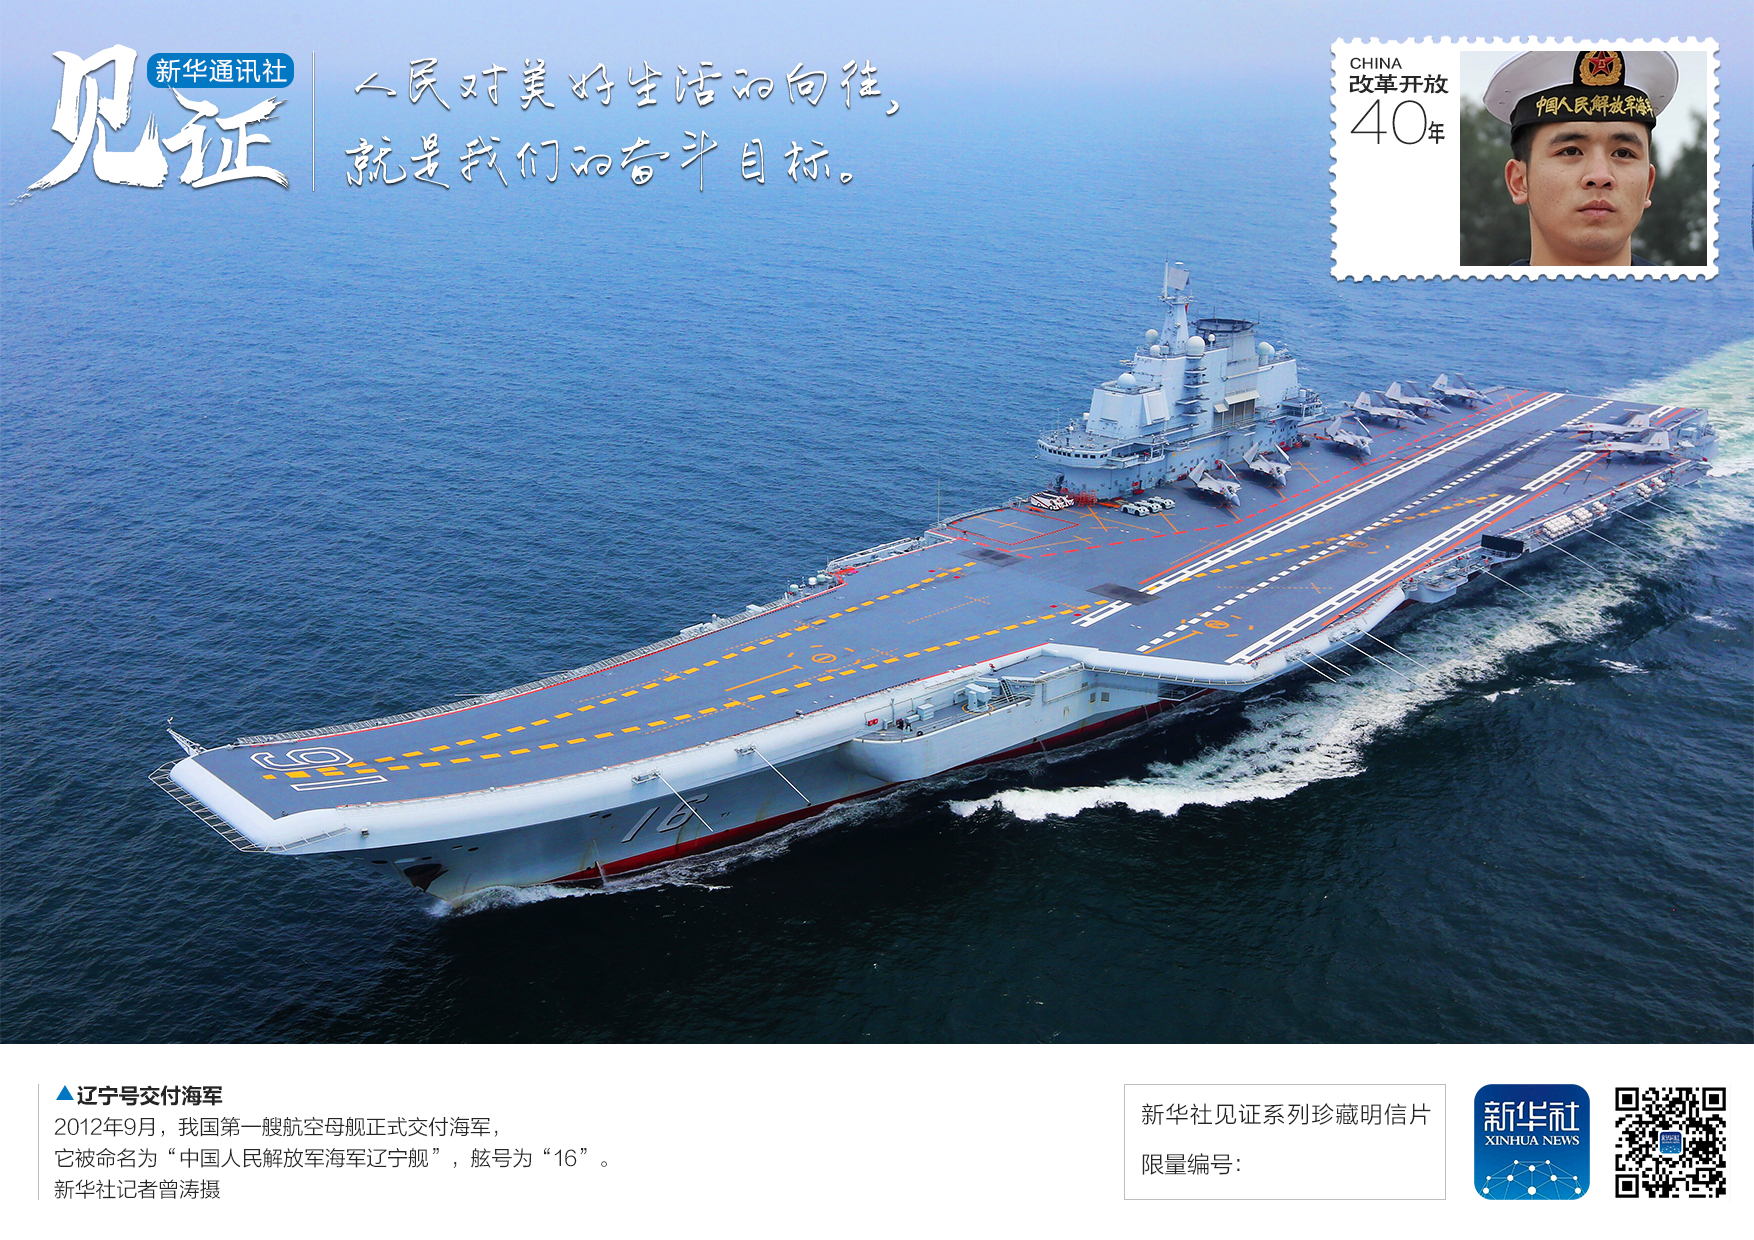 见证
新华通讯社
人民对美好生活的向往，
就是我们的奋斗目标。
CHINA
改革开放
40年
中国人民解放军海军
16
16
辽宁号交付海军
2012年9月，我国第一艘航空母舰正式交付海军，
它被命名为“中国人民解放军海军辽宁舰”，舷号为“16”。
新华社记者曾涛摄
新华社见证系列珍藏明信片
限量编号：
新华社
XINHUA NEWS